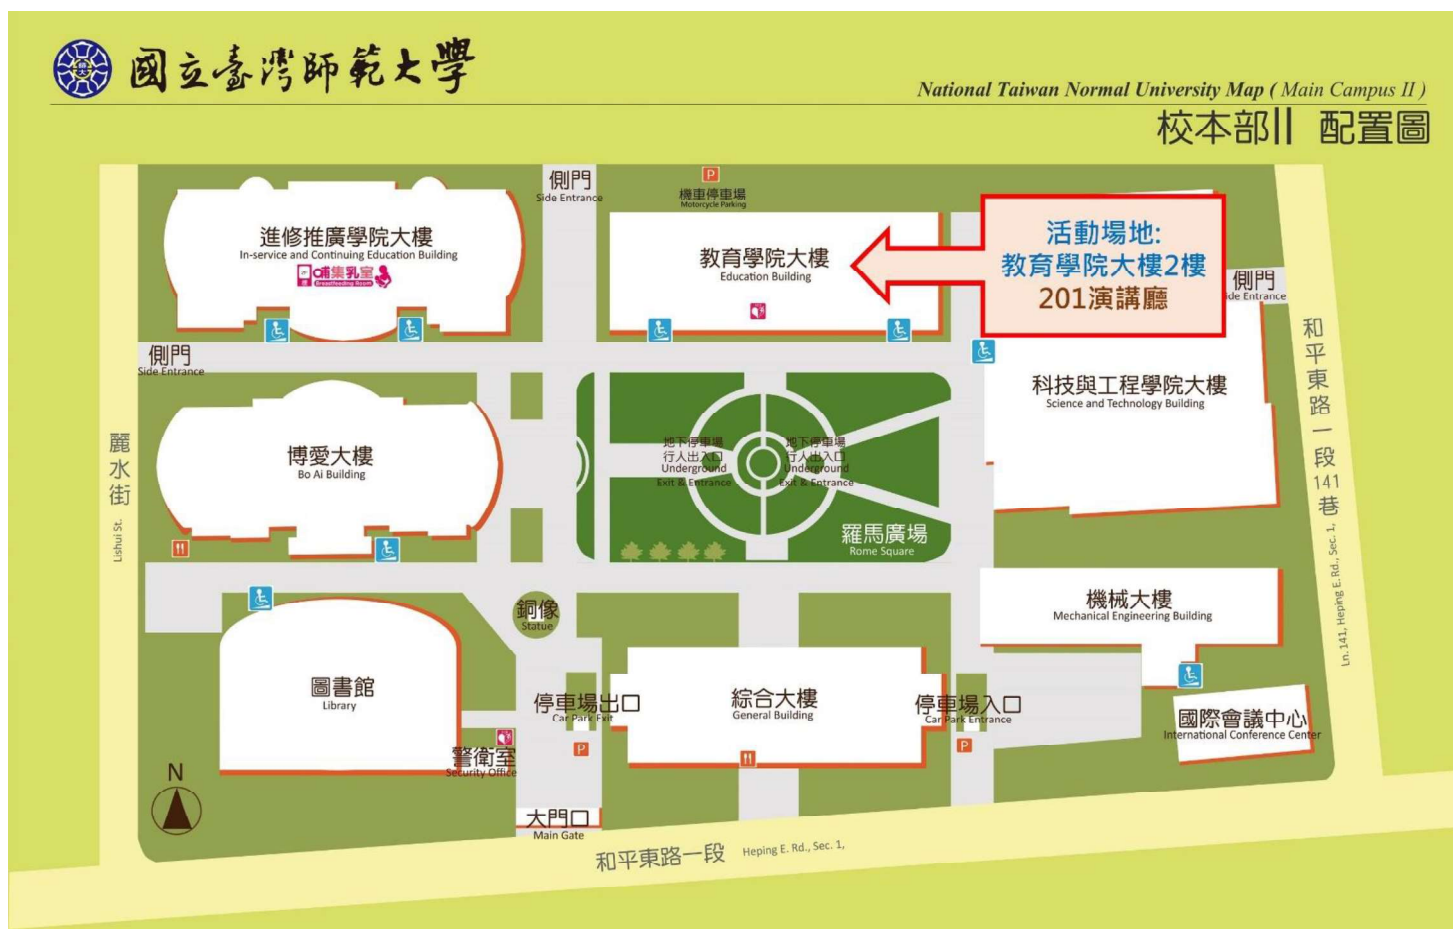 國立臺灣師範大學
National Taiwan Normal University Map ( Main Campus II )
校本部II 配置圖
側門
Side Entrance
P
機車停車場
Motorcycle Parking
進修推廣學院大樓
In-service and Continuing Education Building
哺集乳室
Breastfeeding Room
教育學院大樓
Education Building
活動場地:
教育學院大樓2樓
201演講廳
側門
ide Entrance
側門
Side Entrance
科技與工程學院大樓
Science and Technology Building
和平東路一段141巷
Ln. 141, Heping E. Rd., Sec. 1,
麗水街
Lishui St.
博愛大樓
Bo Ai Building
地下停車場
行人出入口
Underground
Exit & Entrance
地下停車場
行人出入口
Underground
Exit & Entrance
羅馬廣場
Rome Square
銅像
Statue
機械大樓
Mechanical Engineering Building
圖書館
Library
停車場出口
Car Park Exit
P
綜合大樓
General Building
停車場入口
Car Park Entrance
P
國際會議中心
International Conference Center
警衛室
Security Office
N
大門口
Main Gate
和平東路一段
Heping E. Rd., Sec. 1,